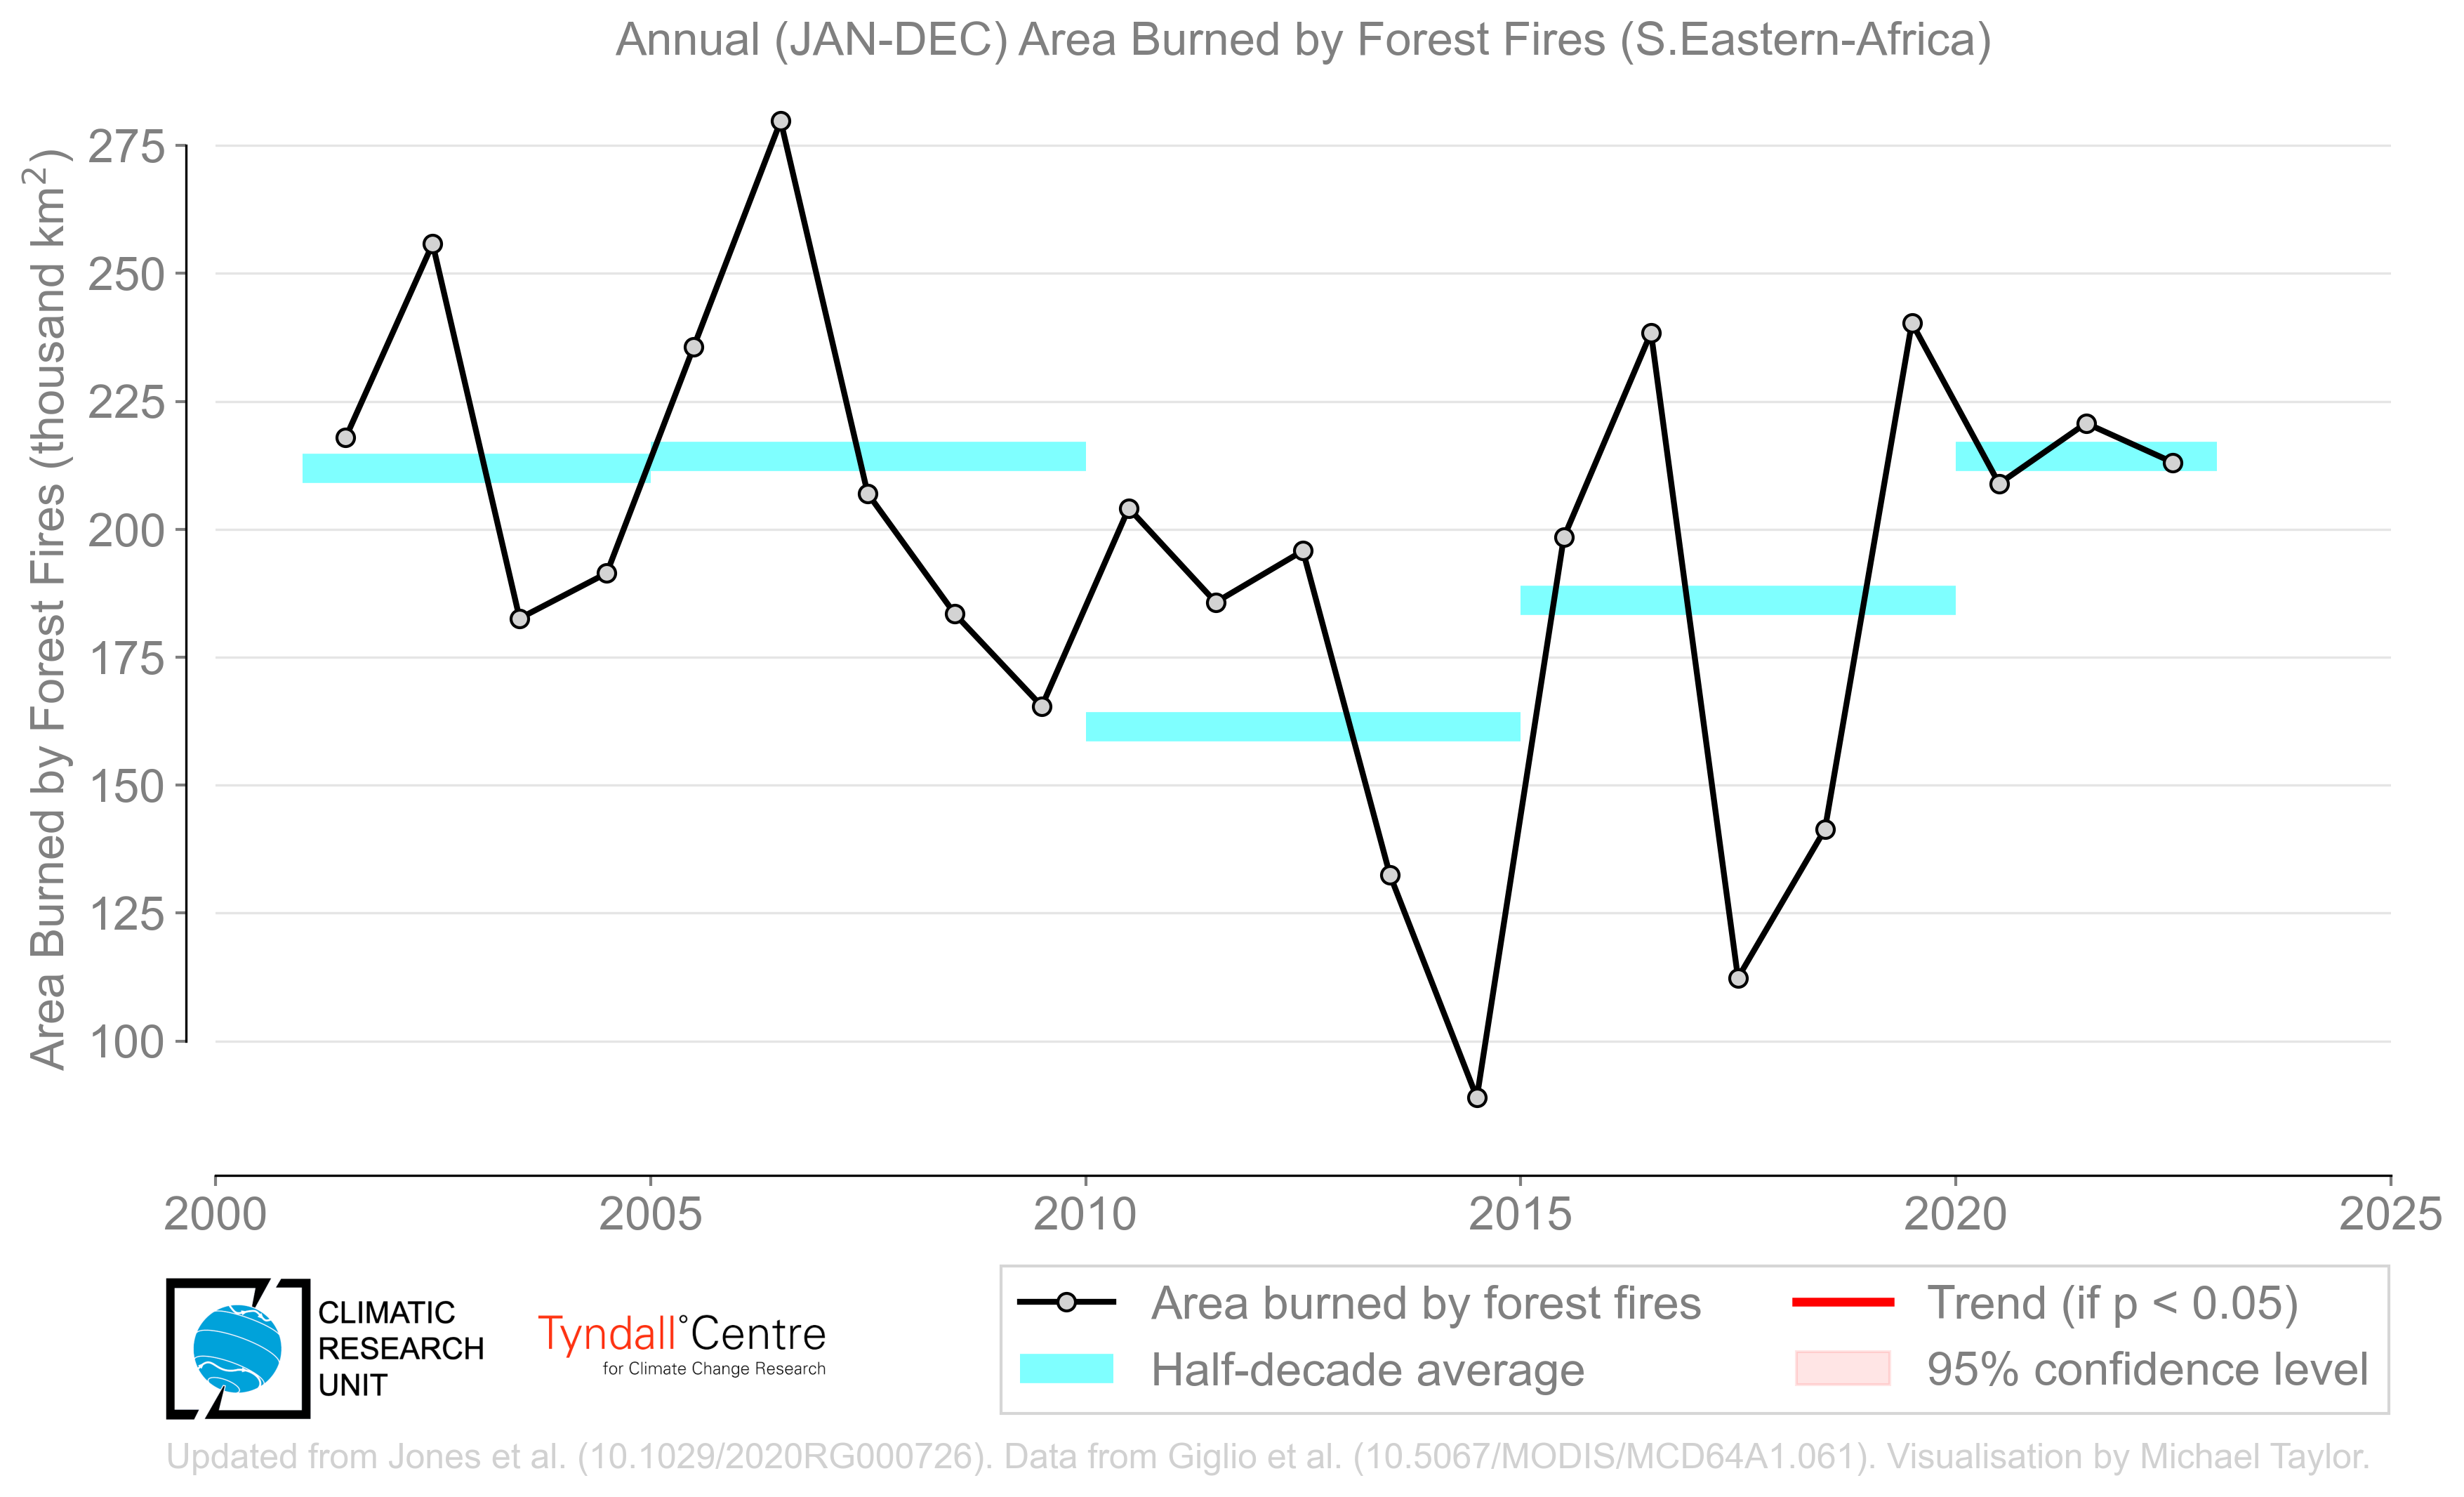 Annual (JAN-DEC) Area Burned by Forest Fires (S.Eastern-Africa)
Area Burned by Forest Fires (thousand km²)
275
250
225
200
175
150
125
100
2000
2005
2010
2015
2020
2025
CLIMATIC
RESEARCH
UNIT
Tyndall°Centre
for Climate Change Research
Area burned by forest fires
Half-decade average
Trend (if p < 0.05)
95% confidence level
Updated from Jones et al. (10.1029/2020RG000726). Data from Giglio et al. (10.5067/MODIS/MCD64A1.061). Visualisation by Michael Taylor.